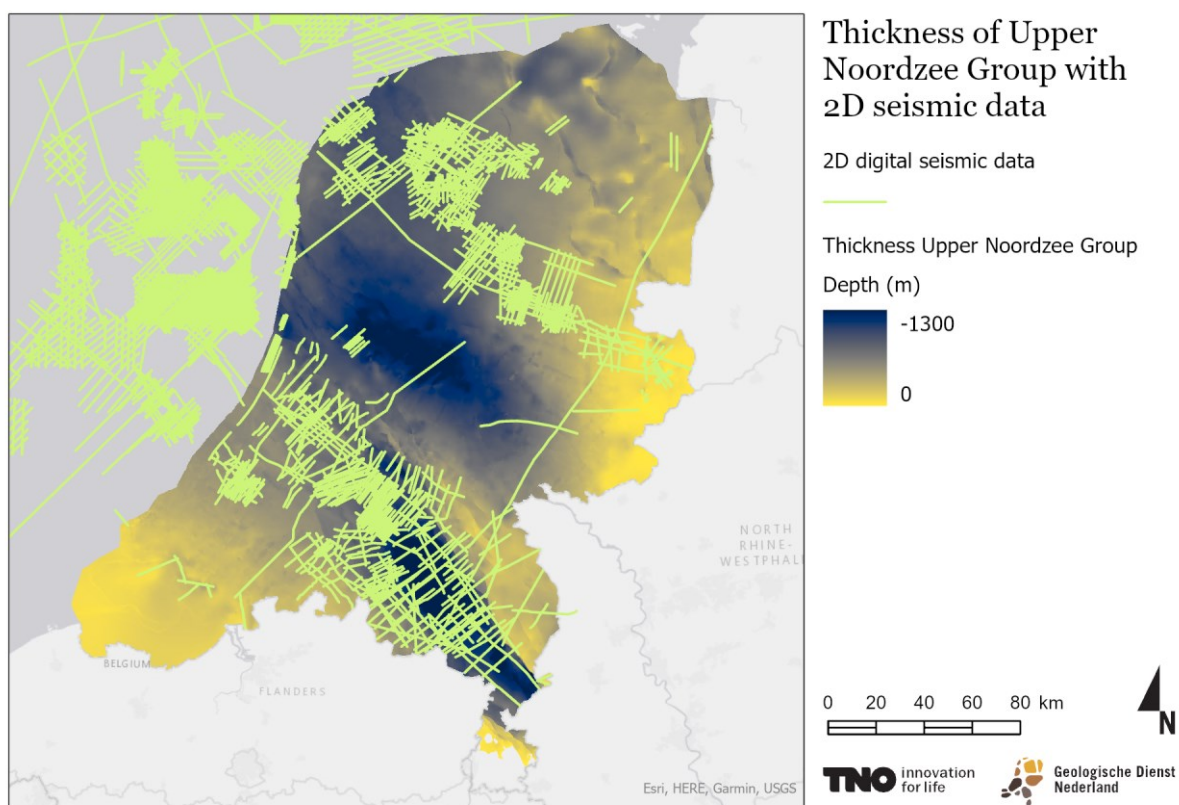 Thickness of Upper
Noordzee Group with
2D seismic data
2D digital seismic data
Thickness Upper Noordzee Group
Depth (m)
-1300
0
NORTH
RHINE-
WESTPHAL
BELGIUM
FLANDERS
0 20 40 60 80 km
N
Esri, HERE, Garmin, USGS
TNO innovation
for life
Geologische Dienst
Nederland